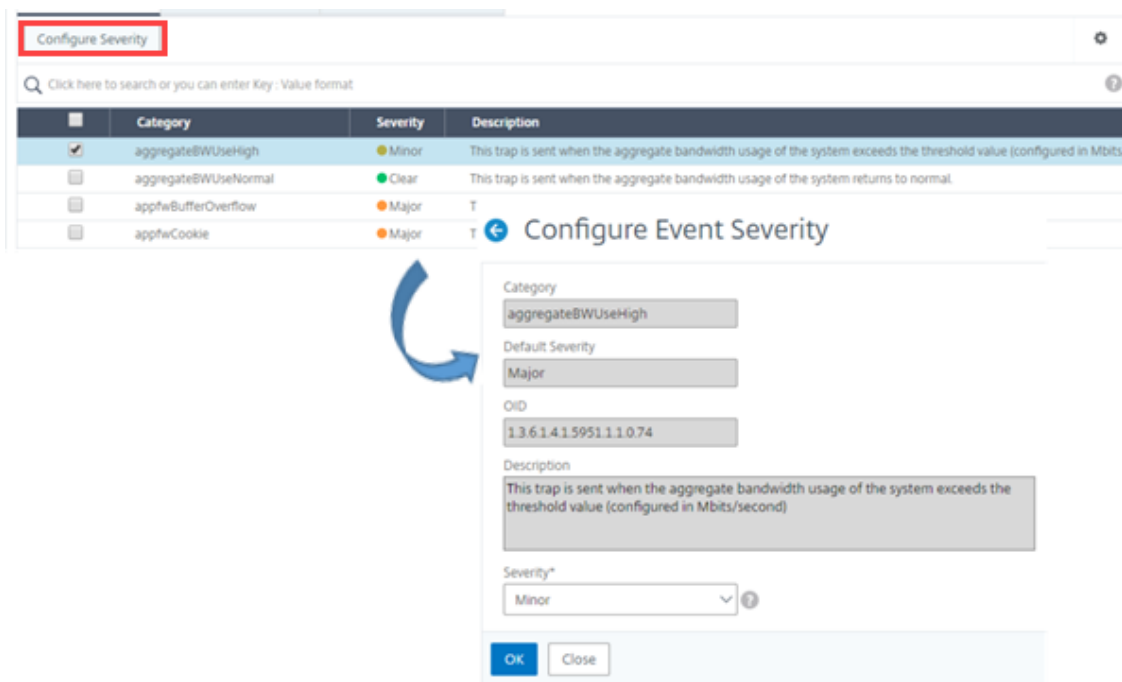 Configure Severity
Click here to search or you can enter Key : Value format
Category Severity Description
aggregateBWUseHigh Minor This trap is sent when the aggregate bandwidth usage of the system exceeds the threshold value (configured in Mbits
aggregateBWUseNormal Clear This trap is sent when the aggregate bandwidth usage of the system returns to normal.
appfwBufferOverflow Major T
appfwCookie Major T
Configure Event Severity
Category
aggregateBWUseHigh
Default Severity
Major
OID
1.3.6.1.4.1.5951.1.1.0.74
Description
This trap is sent when the aggregate bandwidth usage of the system exceeds the
threshold value (configured in Mbits/second)
Severity*
Minor
OK Close